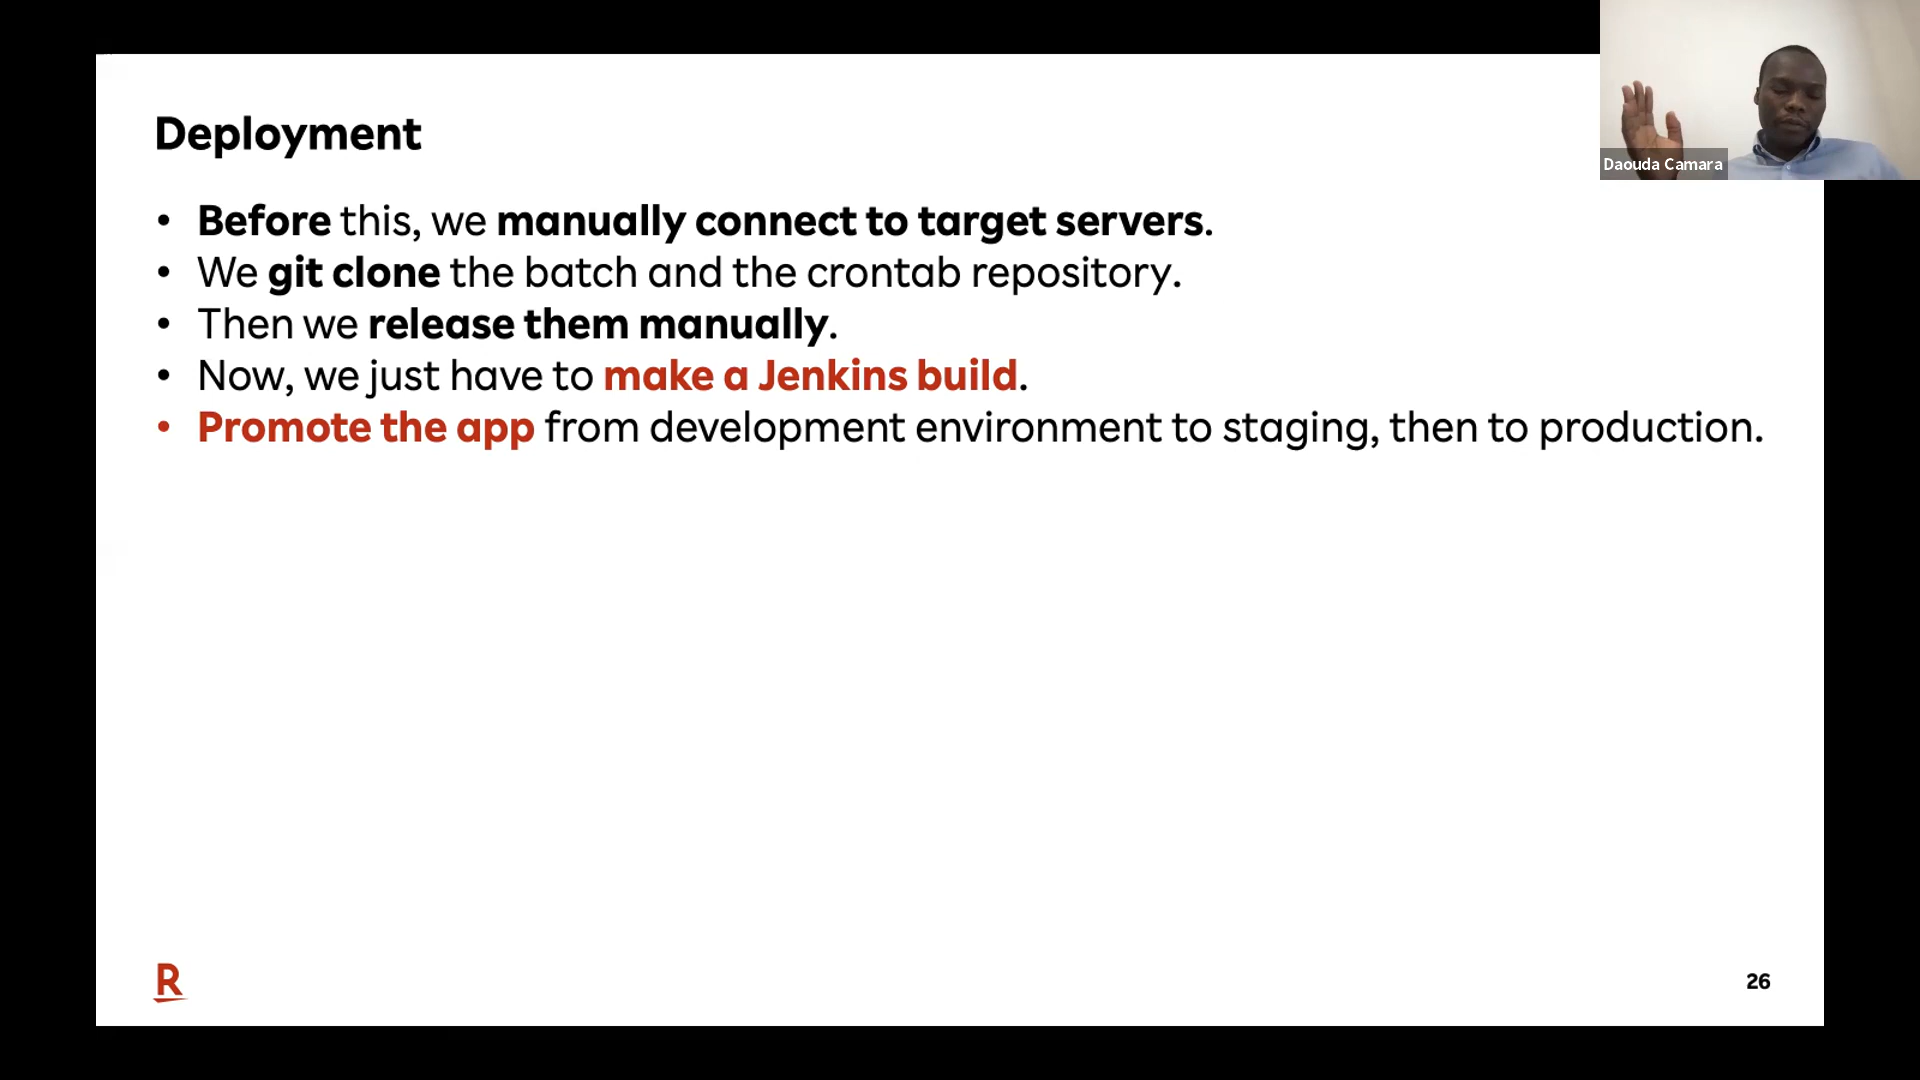 Deployment
• Before this, we manually connect to target servers.
• We git clone the batch and the crontab repository.
• Then we release them manually.
• Now, we just have to make a Jenkins build.
• Promote the app from development environment to staging, then to production.
Daouda Camara
R
26